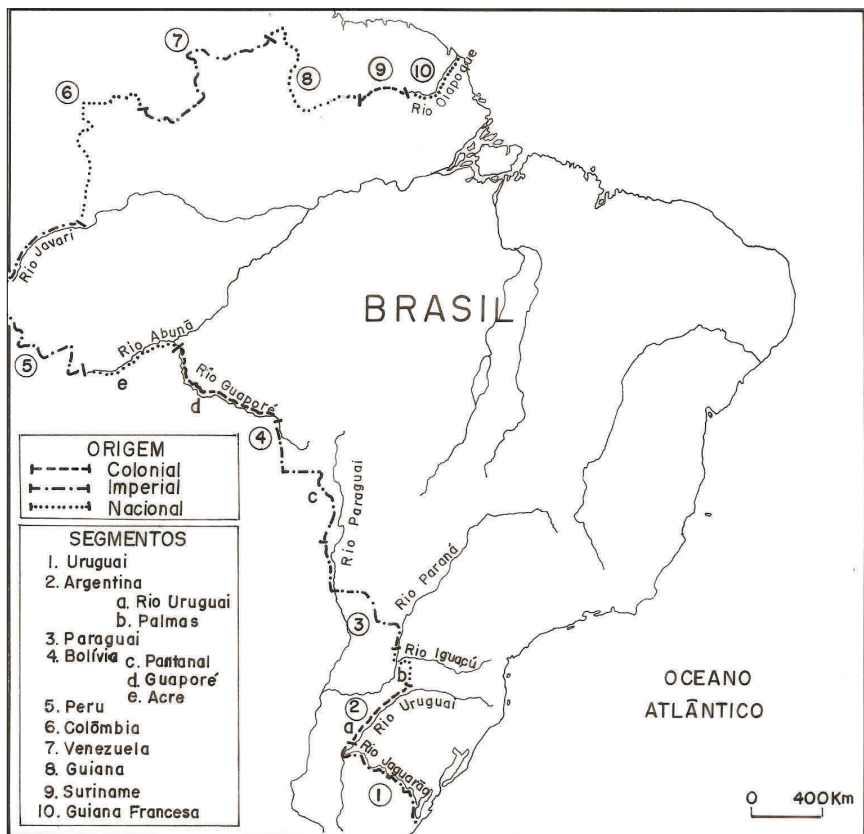 7
8
9
10
Rio Oiapoque
6
Rio Javari
BRASIL
Rio Abunã
5
e
Rio Guaporé
d
4
c
Rio Paraguai
Rio Paraná
3
Rio Iguaçú
b
2
Rio Uruguai
a
Rio Jaguarão
1
OCEANO
ATLÂNTICO
0 400Km
ORIGEM
Colonial
Imperial
Nacional
SEGMENTOS
1. Uruguai
2. Argentina
a. Rio Uruguai
b. Palmas
3. Paraguai
4. Bolívia
c. Pantanal
d. Guaporé
e. Acre
5. Peru
6. Colômbia
7. Venezuela
8. Guiana
9. Suriname
10. Guiana Francesa